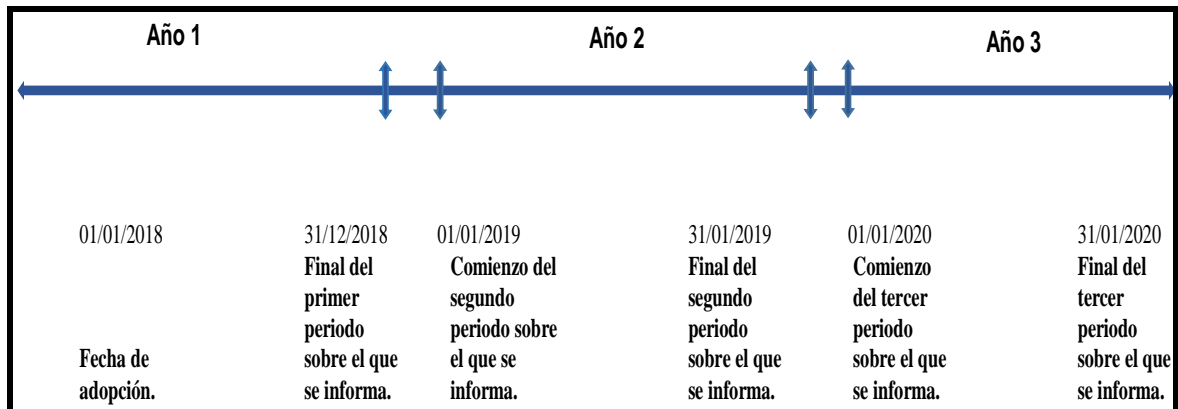 Año 1
Año 2
Año 3
01/01/2018
Fecha de
adopción.
31/12/2018
Final del
primer
periodo
sobre el que
se informa.
01/01/2019
Comienzo del
segundo
periodo sobre
el que se
informa.
31/01/2019
Final del
segundo
periodo
sobre el que
se informa.
01/01/2020
Comienzo
del tercer
periodo
sobre el que
se informa.
31/01/2020
Final del
tercer
periodo
sobre el que
se informa.